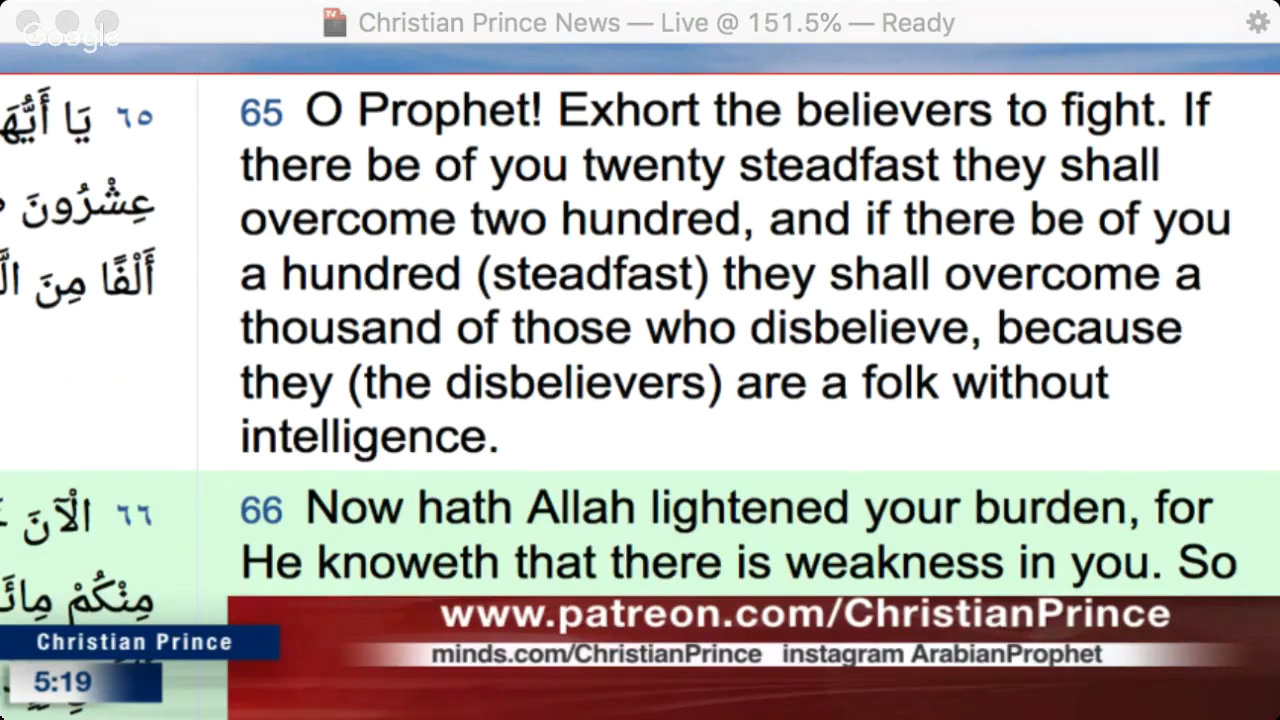 Christian Prince News — Live @ 151.5% — Ready
Google
65 O Prophet! Exhort the believers to fight. If
there be of you twenty steadfast they shall
overcome two hundred, and if there be of you
a hundred (steadfast) they shall overcome a
thousand of those who disbelieve, because
they (the disbelievers) are a folk without
intelligence.
٦٥ يَا
عِشْرُونَ
أَلْفًا مِنَ
66 Now hath Allah lightened your burden, for
He knoweth that there is weakness in you. So
٦٦ الْآنَ
مِنْكُمْ
www.patreon.com/ChristianPrince
minds.com/ChristianPrince instagram ArabianProphet
Christian Prince
5:19